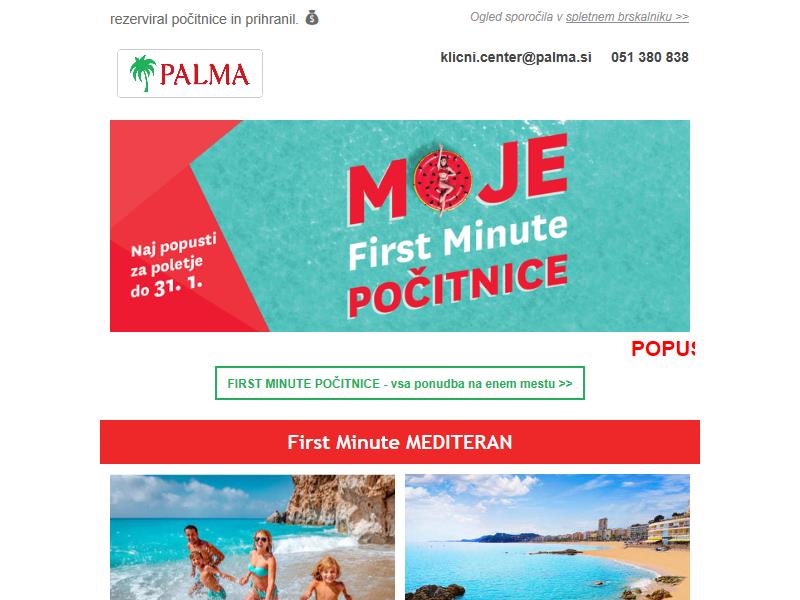 rezerviral počitnice in prihranil.
Ogled sporočila v spletnem brskalniku >>
PALMA
klicni.center@palma.si 051 380 838
MOJE
First Minute
POČITNICE
Naj popusti
za poletje
do 31. 1.
FIRST MINUTE POČITNICE - vsa ponudba na enem mestu >>
First Minute MEDITERAN